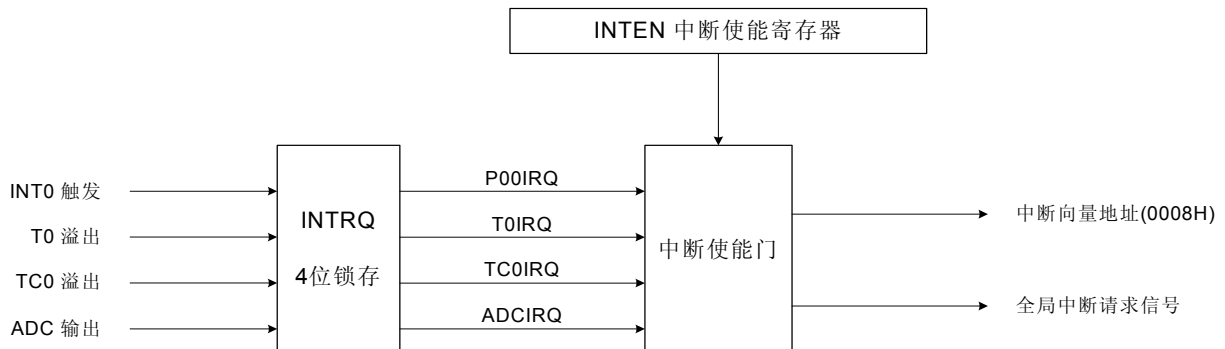 INTEN 中断使能寄存器
INT0 触发
T0 溢出
TC0 溢出
ADC 输出
INTRQ
4位锁存
P00IRQ
T0IRQ
TC0IRQ
ADCIRQ
中断使能门
中断向量地址(0008H)
全局中断请求信号